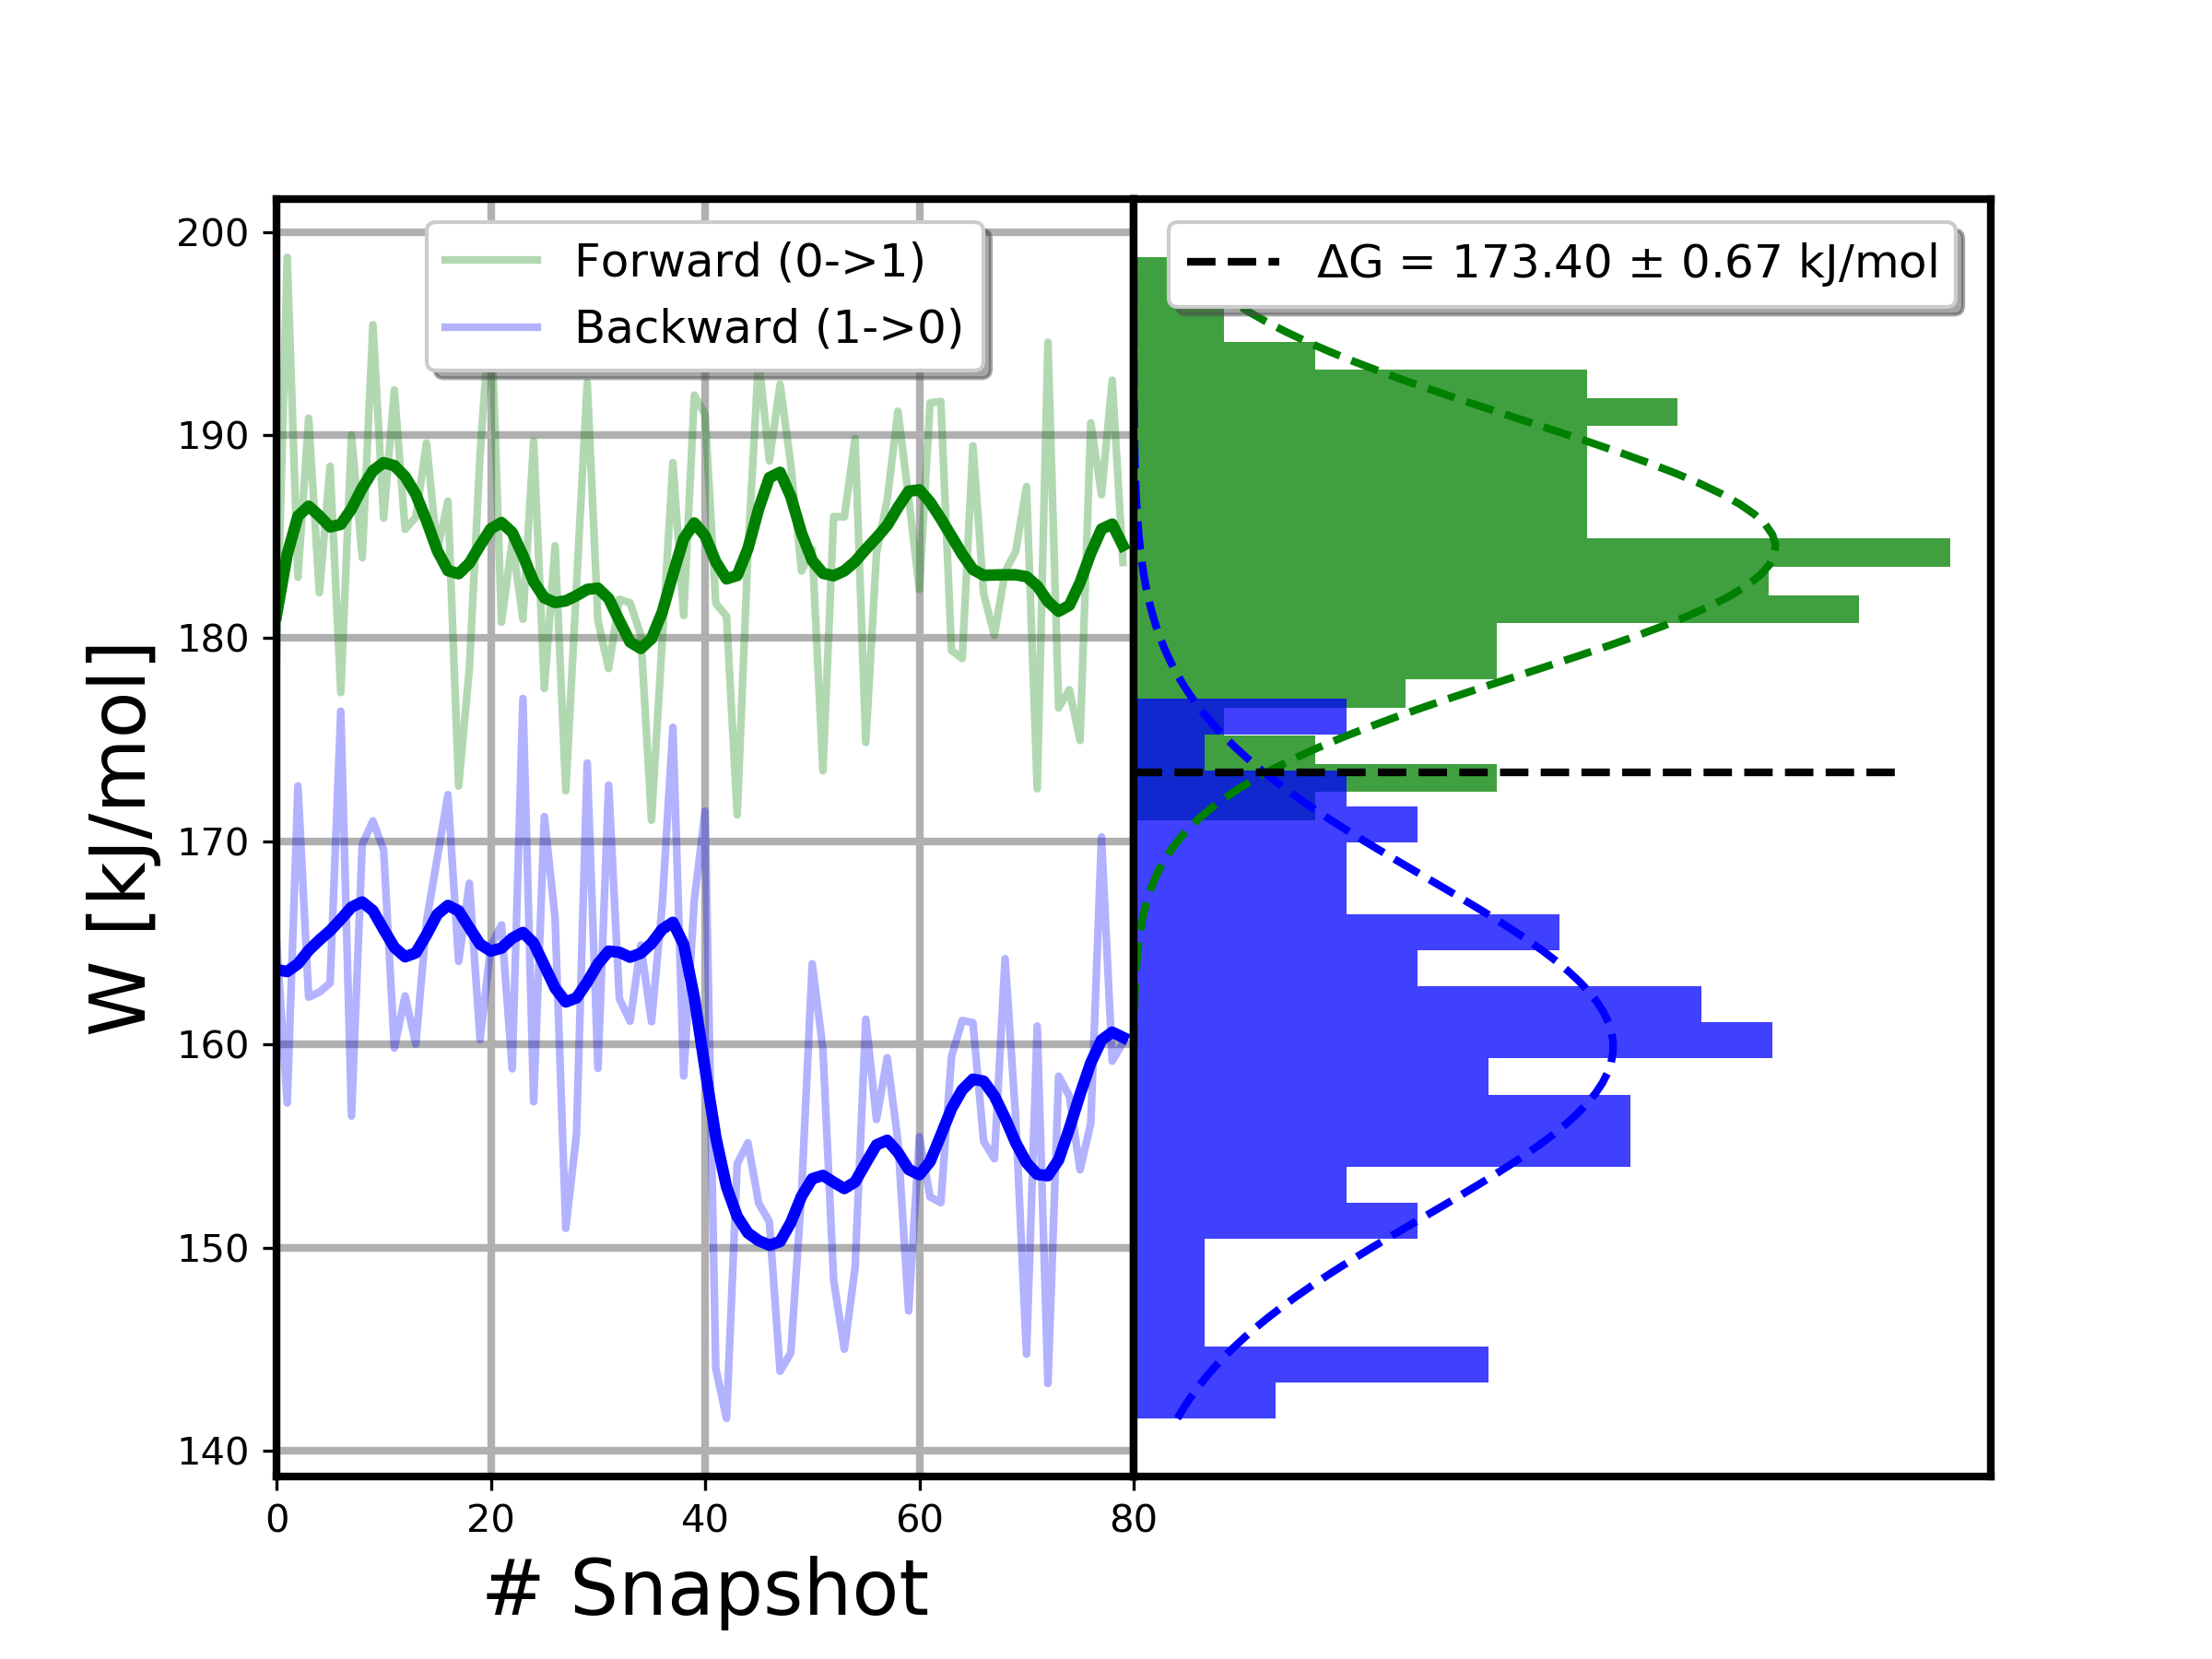 Forward (0->1)
Backward (1->0)
ΔG = 173.40 ± 0.67 kJ/mol
W [kJ/mol]
200
190
180
170
160
150
140
0 20 40 60 80
# Snapshot